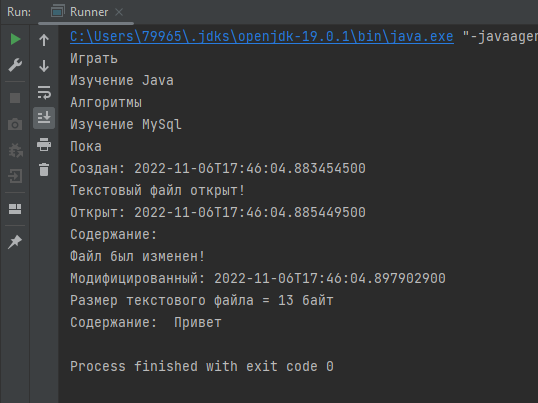 Run: Runner
C:\Users\79965\.jdks\openjdk-19.0.1\bin\java.exe "-javaagen
Играть
Изучение Java
Алгоритмы
Изучение MySql
Пока
Создан: 2022-11-06T17:46:04.883454500
Текстовый файл открыт!
Открыт: 2022-11-06T17:46:04.885449500
Содержание:
Файл был изменен!
Модифицированный: 2022-11-06T17:46:04.897902900
Размер текстового файла = 13 байт
Содержание:  Привет
Process finished with exit code 0